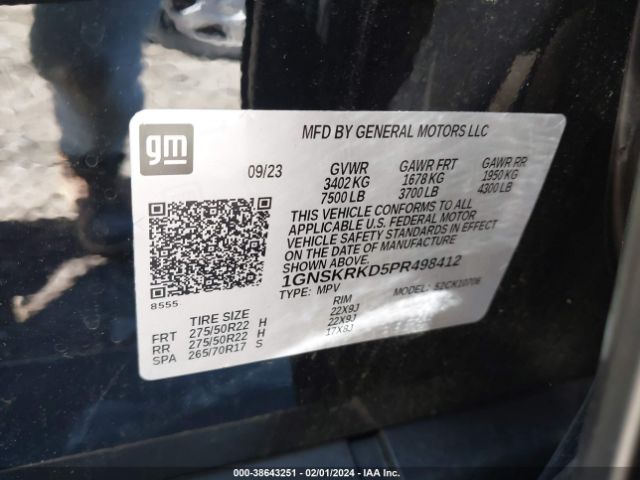 gm
MFD BY GENERAL MOTORS LLC
09/23 GVWR GAWR FRT GAWR RR
3402 KG 1678 KG 1950 KG
7500 LB 3700 LB 4300 LB
THIS VEHICLE CONFORMS TO ALL
APPLICABLE U.S. FEDERAL MOTOR
VEHICLE SAFETY STANDARDS IN EFFECT
ON THE DATE OF MANUFACTURE
SHOWN ABOVE.
1GNSKRKD5PR498412
8555
TYPE: MPV MODEL: S2CK10706
TIRE SIZE RIM
FRT 275/50R22 H 22X9J
RR 275/50R22 H 22X9J
SPA 265/70R17 S 17X8J
000-38643251 - 02/01/2024 - IAA Inc.